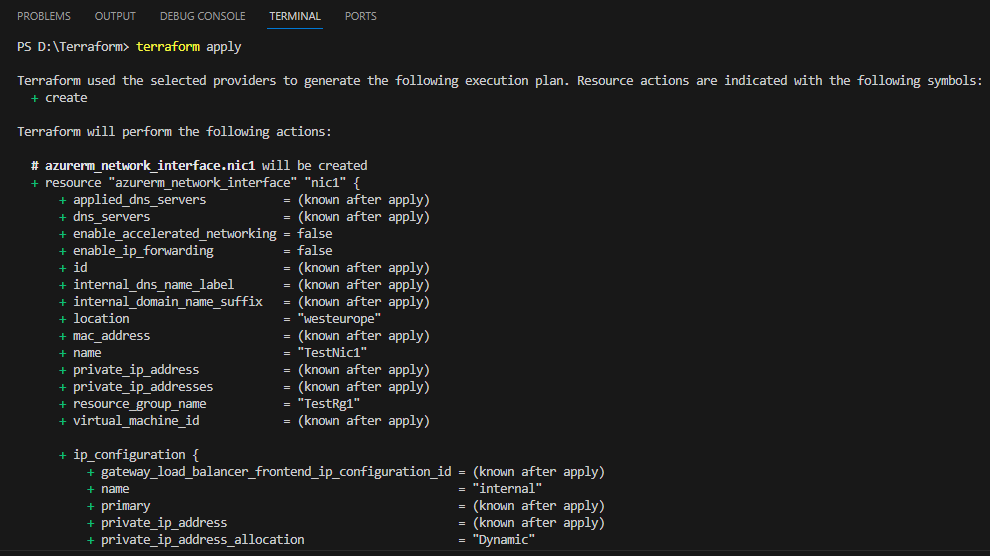 PROBLEMS OUTPUT DEBUG CONSOLE TERMINAL PORTS
PS D:\Terraform> terraform apply
Terraform used the selected providers to generate the following execution plan. Resource actions are indicated with the following symbols:
+ create
Terraform will perform the following actions:
# azurerm_network_interface.nic1 will be created
+ resource "azurerm_network_interface" "nic1" {
+ applied_dns_servers = (known after apply)
+ dns_servers = (known after apply)
+ enable_accelerated_networking = false
+ enable_ip_forwarding = false
+ id = (known after apply)
+ internal_dns_name_label = (known after apply)
+ internal_domain_name_suffix = (known after apply)
+ location = "westeurope"
+ mac_address = (known after apply)
+ name = "TestNic1"
+ private_ip_address = (known after apply)
+ private_ip_addresses = (known after apply)
+ resource_group_name = "TestRg1"
+ virtual_machine_id = (known after apply)
+ ip_configuration {
+ gateway_load_balancer_frontend_ip_configuration_id = (known after apply)
+ name = "internal"
+ primary = (known after apply)
+ private_ip_address = (known after apply)
+ private_ip_address_allocation = "Dynamic"